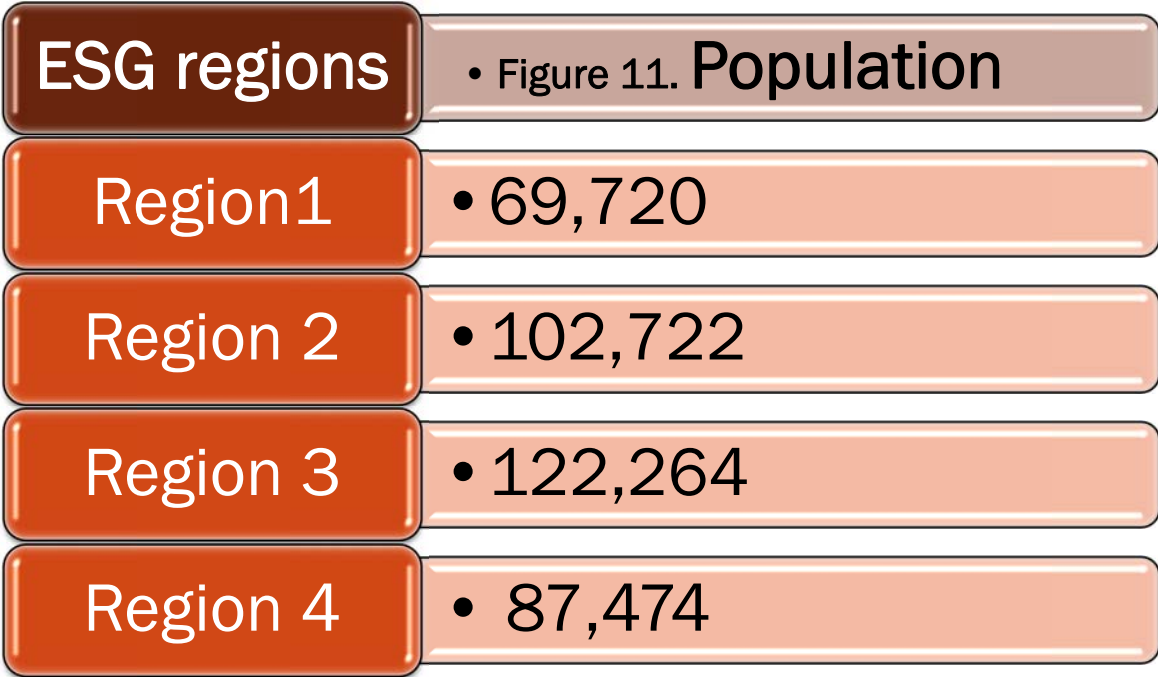 ESG regions
• Figure 11. Population
Region1
• 69,720
Region 2
• 102,722
Region 3
• 122,264
Region 4
• 87,474